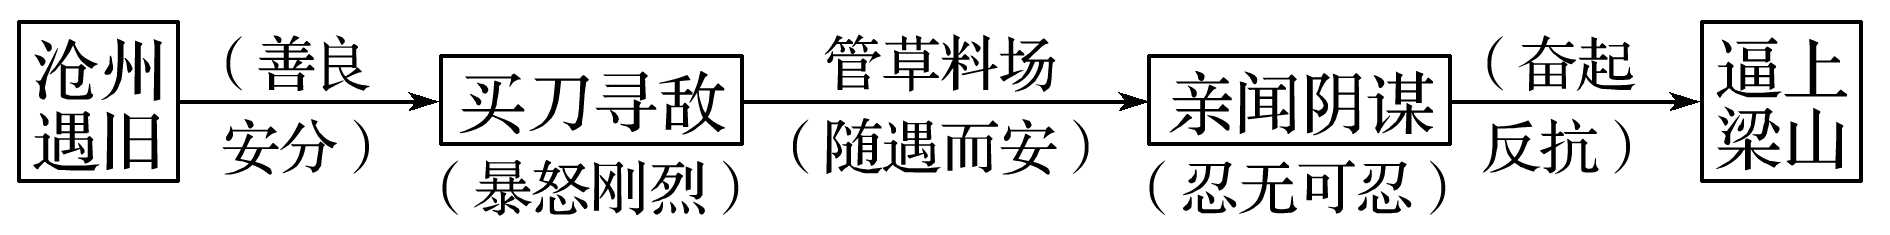 沧州
遇旧
（善良
安分）
买刀寻敌
（暴怒刚烈）
管草料场
（随遇而安）
亲闻阴谋
（忍无可忍）
（奋起
反抗）
逼上
梁山